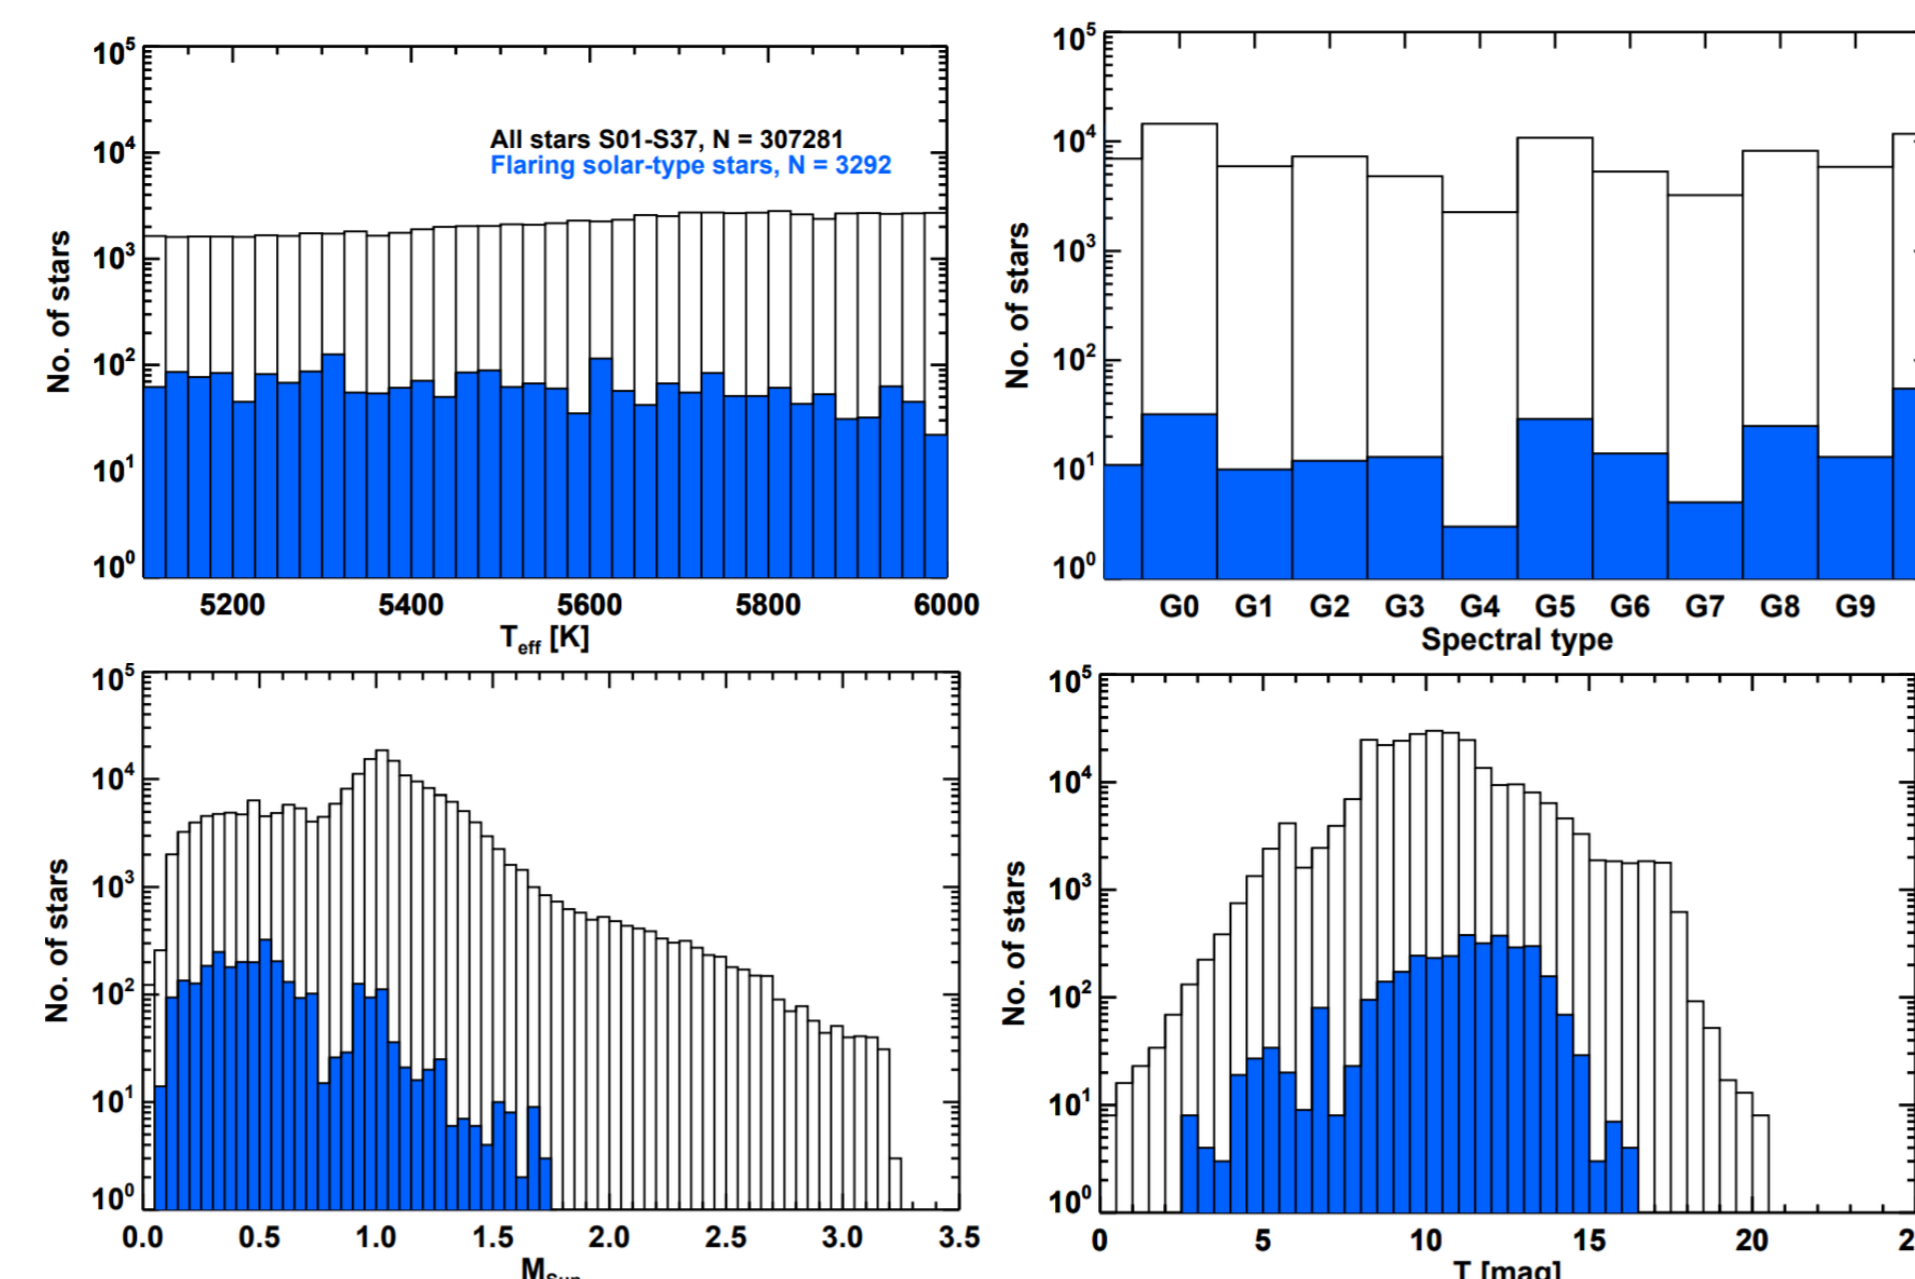 10⁵
10⁴
10³
10²
10¹
10⁰
No. of stars
All stars S01-S37, N = 307281
Flaring solar-type stars, N = 3292
5200 5400 5600 5800 6000
T_eff [K]
10⁵
10⁴
10³
10²
10¹
10⁰
No. of stars
G0 G1 G2 G3 G4 G5 G6 G7 G8 G9
Spectral type
10⁵
10⁴
10³
10²
10¹
10⁰
No. of stars
0.0 0.5 1.0 1.5 2.0 2.5 3.0 3.5
M_Sun
10⁵
10⁴
10³
10²
10¹
10⁰
No. of stars
0 5 10 15 20
T [mag]